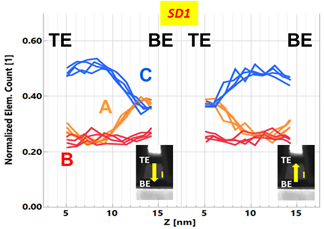 SD1
TE BE TE BE
0.60
C
0.40
A
B
0.20
TE TE
BE BE
0.00
5 10 15 5 10 15
Z [nm]
Normalized Elem. Count [1]